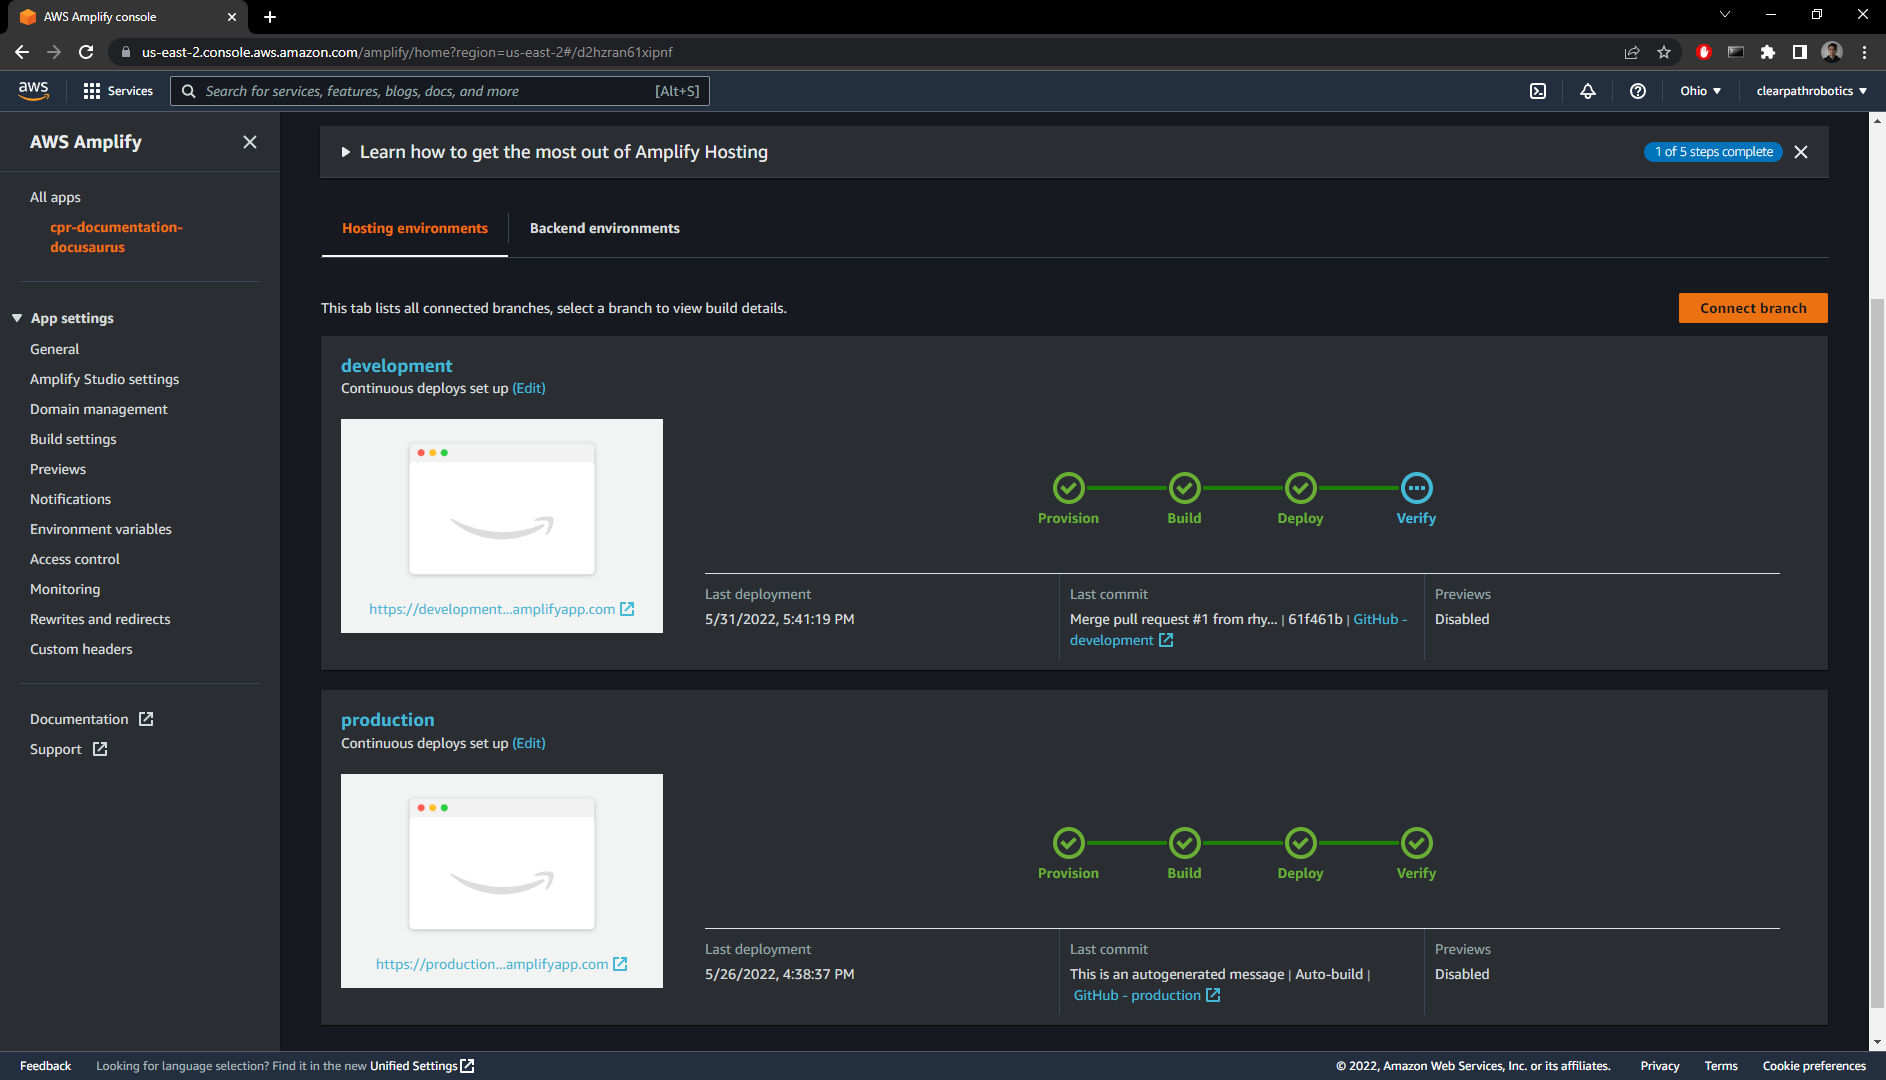 AWS Amplify console
us-east-2.console.aws.amazon.com/amplify/home?region=us-east-2#/d2hzran61xipnf
aws
Services
Search for services, features, blogs, docs, and more
[Alt+S]
Ohio
clearpathrobotics
AWS Amplify
All apps
cpr-documentation-
docusaurus
App settings
General
Amplify Studio settings
Domain management
Build settings
Previews
Notifications
Environment variables
Access control
Monitoring
Rewrites and redirects
Custom headers
Documentation
Support
Learn how to get the most out of Amplify Hosting
1 of 5 steps complete
Hosting environments
Backend environments
This tab lists all connected branches, select a branch to view build details.
Connect branch
development
Continuous deploys set up (Edit)
https://development...amplifyapp.com
Provision
Build
Deploy
Verify
Last deployment
5/31/2022, 5:41:19 PM
Last commit
Merge pull request #1 from rhy... | 61f461b | GitHub -
development
Previews
Disabled
production
Continuous deploys set up (Edit)
https://production...amplifyapp.com
Provision
Build
Deploy
Verify
Last deployment
5/26/2022, 4:38:37 PM
Last commit
This is an autogenerated message | Auto-build |
GitHub - production
Previews
Disabled
Feedback
Looking for language selection? Find it in the new Unified Settings
© 2022, Amazon Web Services, Inc. or its affiliates.
Privacy
Terms
Cookie preferences